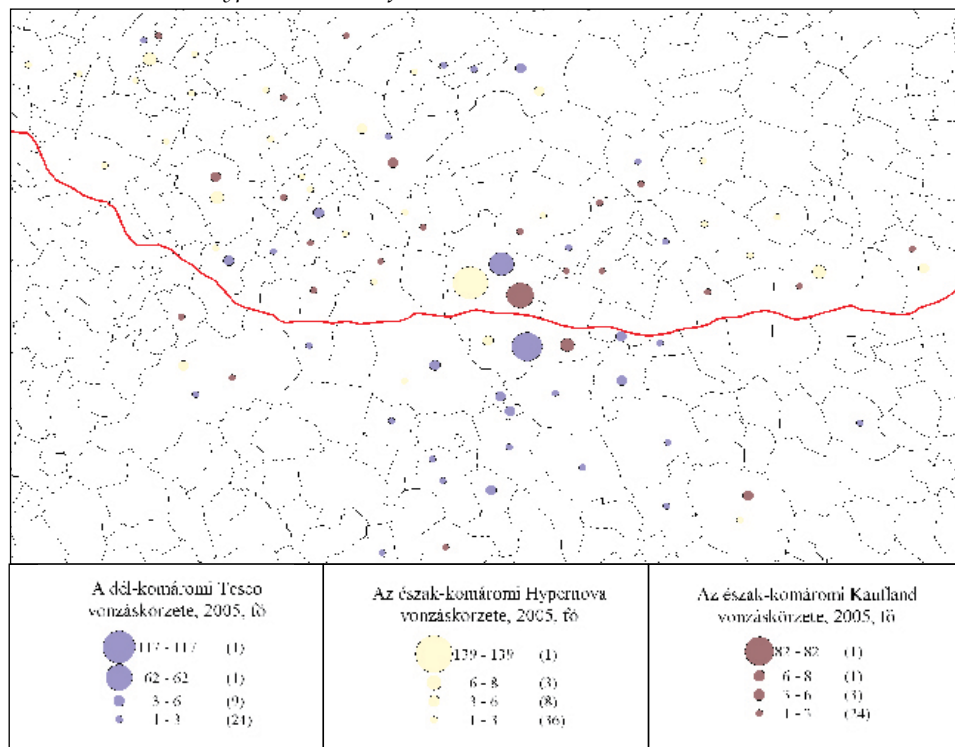 A dél-komáromi Tesco
vonzáskörzete, 2005, fő
117 - 117 (1)
62 - 62 (1)
3 - 6 (9)
1 - 3 (21)
Az észak-komáromi Hypernova
vonzáskörzete, 2005, fő
139 - 139 (1)
6 - 8 (3)
3 - 6 (8)
1 - 3 (36)
Az észak-komáromi Kaufland
vonzáskörzete, 2005, fő
82 - 82 (1)
6 - 8 (1)
3 - 6 (3)
1 - 3 (24)